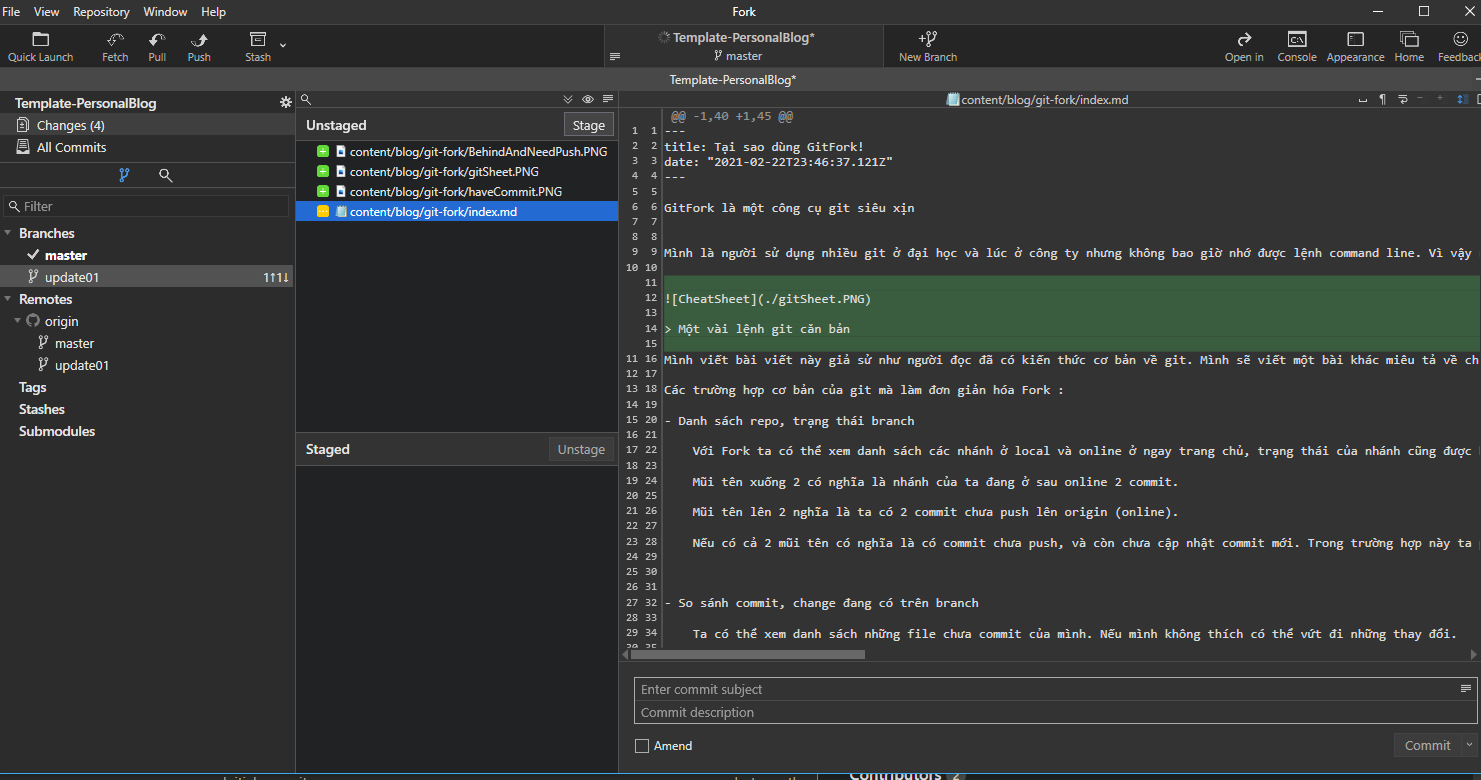 File View Repository Window Help
Fork
Quick Launch
Fetch
Pull
Push
Stash
Template-PersonalBlog*
master
New Branch
Open in
Console
Appearance
Home
Feedback
Template-PersonalBlog*
Template-PersonalBlog
Changes (4)
All Commits
Filter
Branches
master
update01 1↑1↓
Remotes
origin
master
update01
Tags
Stashes
Submodules
Unstaged
Stage
content/blog/git-fork/BehindAndNeedPush.PNG
content/blog/git-fork/gitSheet.PNG
content/blog/git-fork/haveCommit.PNG
content/blog/git-fork/index.md
Staged
Unstage
content/blog/git-fork/index.md
@@ -1,40 +1,45 @@
1 1 ---
2 2 title: Tại sao dùng GitFork!
3 3 date: "2021-02-22T23:46:37.121Z"
4 4 ---
5 5
6 6 GitFork là một công cụ git siêu xịn
7 7
8 8
9 9 Mình là người sử dụng nhiều git ở đại học và lúc ở công ty nhưng không bao giờ nhớ được lệnh command line. Vì vậy
10 10
11
12 ![CheatSheet](./gitSheet.PNG)
13
14 > Một vài lệnh git căn bản
15
11 16 Mình viết bài viết này giả sử như người đọc đã có kiến thức cơ bản về git. Mình sẽ viết một bài khác miêu tả về ch
12 17
13 18 Các trường hợp cơ bản của git mà làm đơn giản hóa Fork :
14 19
15 20 - Danh sách repo, trạng thái branch
16 21
17 22 Với Fork ta có thể xem danh sách các nhánh ở local và online ở ngay trang chủ, trạng thái của nhánh cũng được
18 23
19 24 Mũi tên xuống 2 có nghĩa là nhánh của ta đang ở sau online 2 commit.
20 25
21 26 Mũi tên lên 2 nghĩa là ta có 2 commit chưa push lên origin (online).
22 27
23 28 Nếu có cả 2 mũi tên có nghĩa là có commit chưa push, và còn chưa cập nhật commit mới. Trong trường hợp này ta
24 29
25 30
26 31
27 32 - So sánh commit, change đang có trên branch
28 33
29 34 Ta có thể xem danh sách những file chưa commit của mình. Nếu mình không thích có thể vứt đi những thay đổi.
30 35
Enter commit subject
Commit description
Amend
Commit
Contributors 2